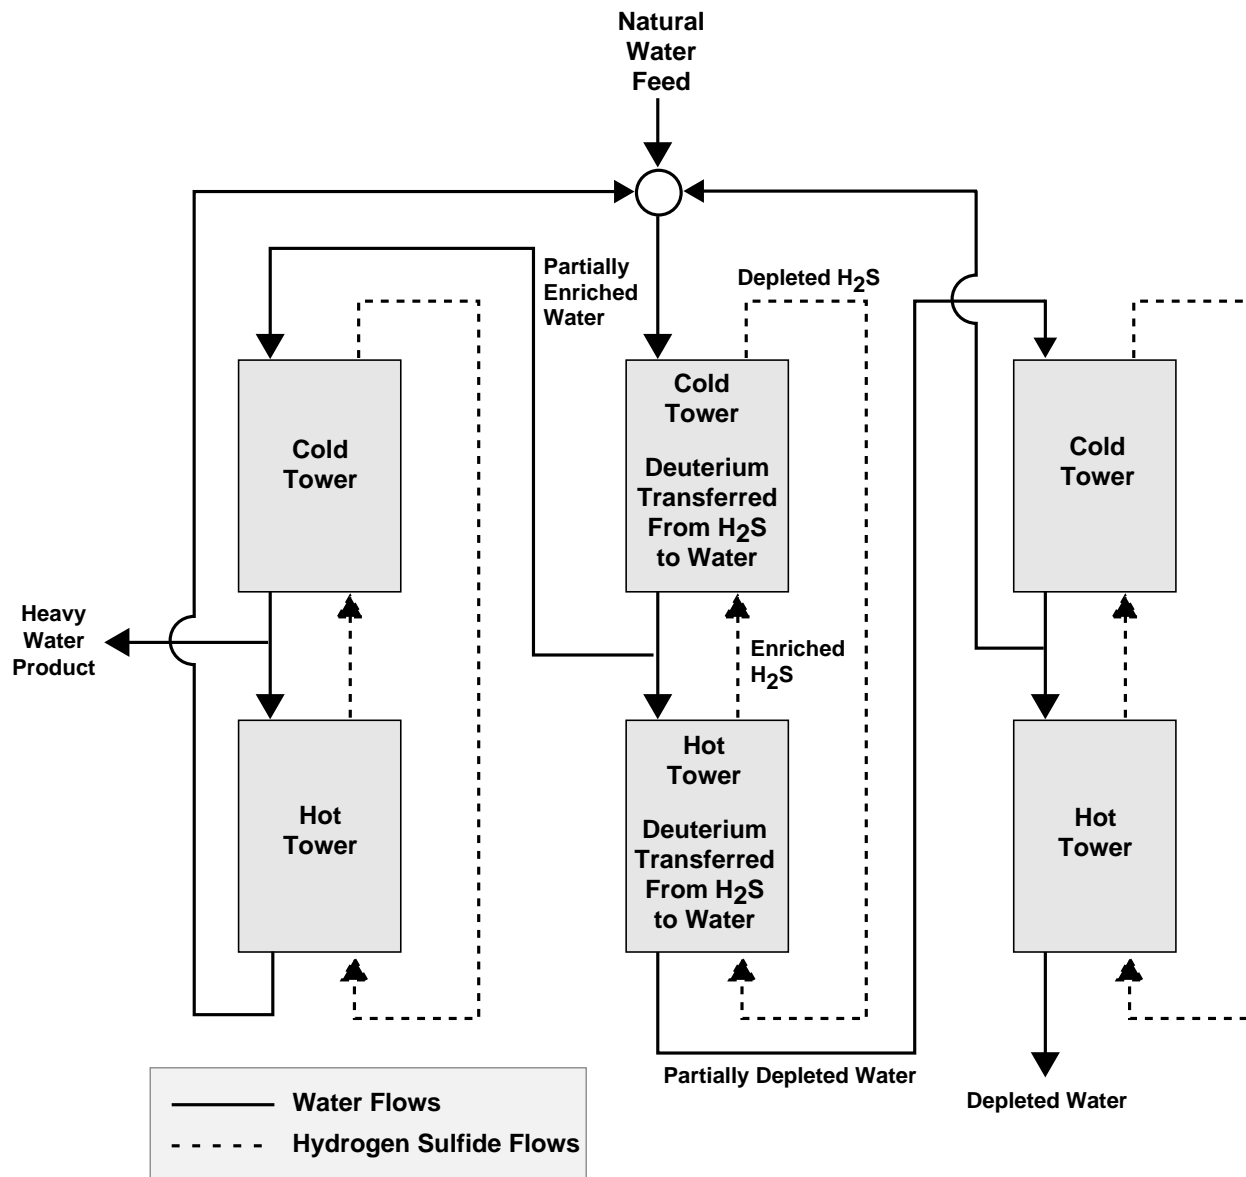 Natural
Water
Feed
Partially
Enriched
Water
Depleted H₂S
Cold
Tower
Cold
Tower
Deuterium
Transferred
From H₂S
to Water
Cold
Tower
Heavy
Water
Product
Enriched
H₂S
Hot
Tower
Hot
Tower
Deuterium
Transferred
From H₂S
to Water
Hot
Tower
Partially Depleted Water
Depleted Water
Water Flows
Hydrogen Sulfide Flows